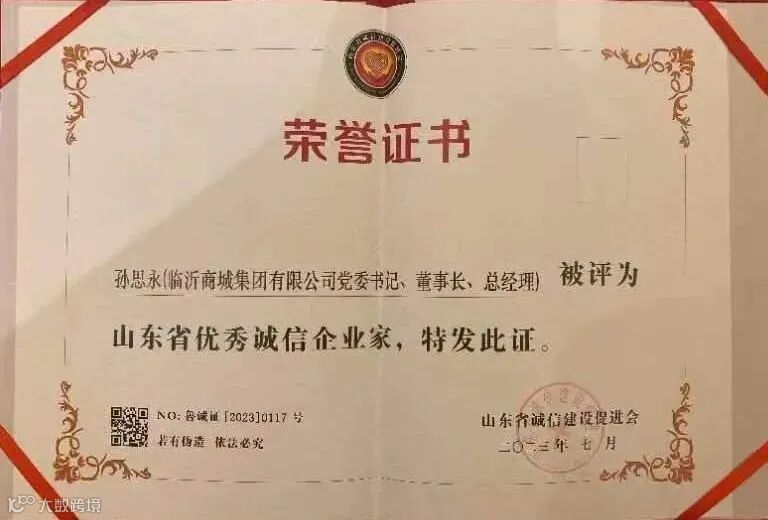 荣誉证书
孙思永(临沂商城集团有限公司党委书记、董事长、总经理) 被评为
山东省优秀诚信企业家，特发此证。
NO: 鲁诚证 [2023]0117 号
若有伪造 依法必究
山东省诚信建设促进会
二〇二三年 七 月
大数跨境